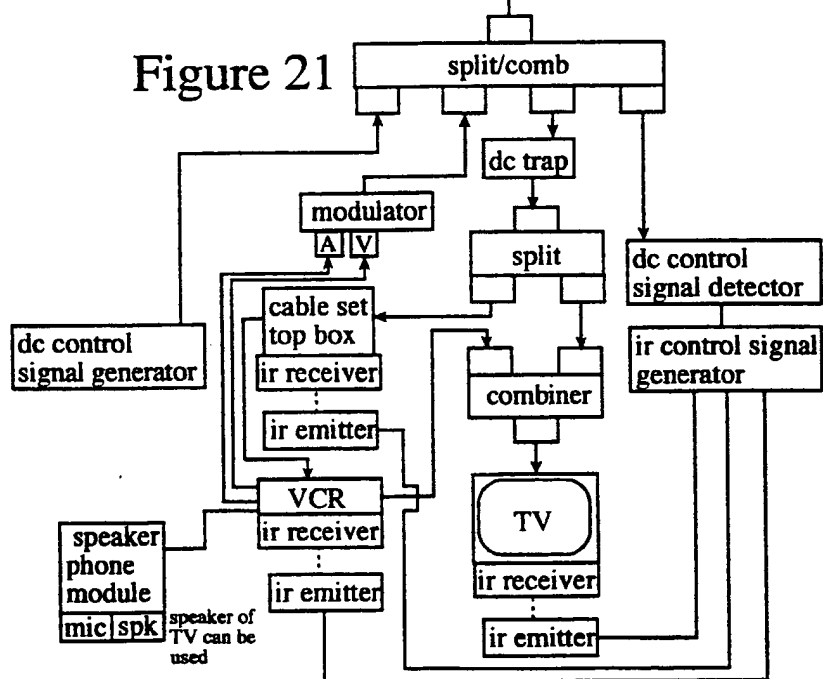 Figure 21
split/comb
dc trap
modulator
A V
split
dc control
signal detector
cable set
top box
ir receiver
dc control
signal generator
ir control signal
generator
combiner
ir emitter
VCR
ir receiver
TV
ir receiver
speaker
phone
module
mic spk
speaker of
TV can be
used
ir emitter
ir emitter